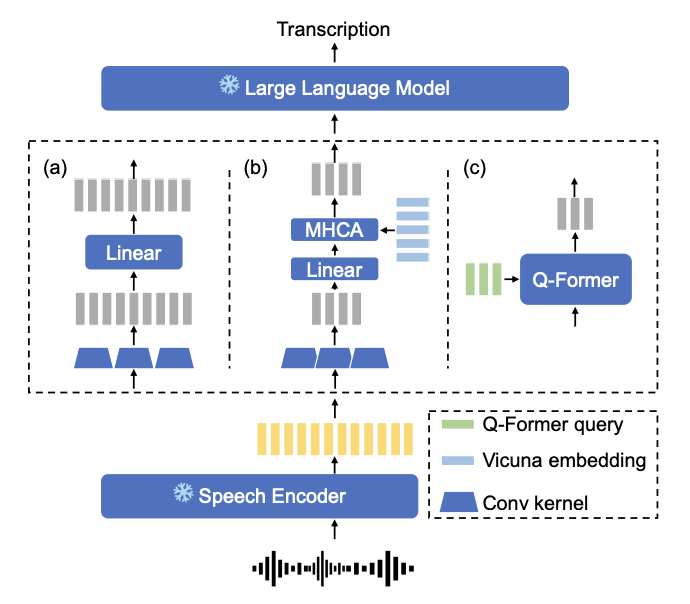 Transcription
Large Language Model
(a)
(b)
(c)
MHCA
Linear
Linear
Q-Former
Q-Former query
Vicuna embedding
Conv kernel
Speech Encoder